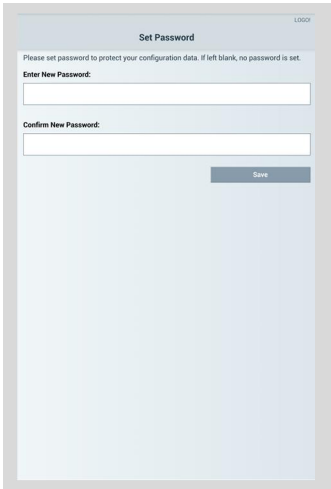 LOGO!
Set Password
Please set password to protect your configuration data. If left blank, no password is set.
Enter New Password:
Confirm New Password:
Save